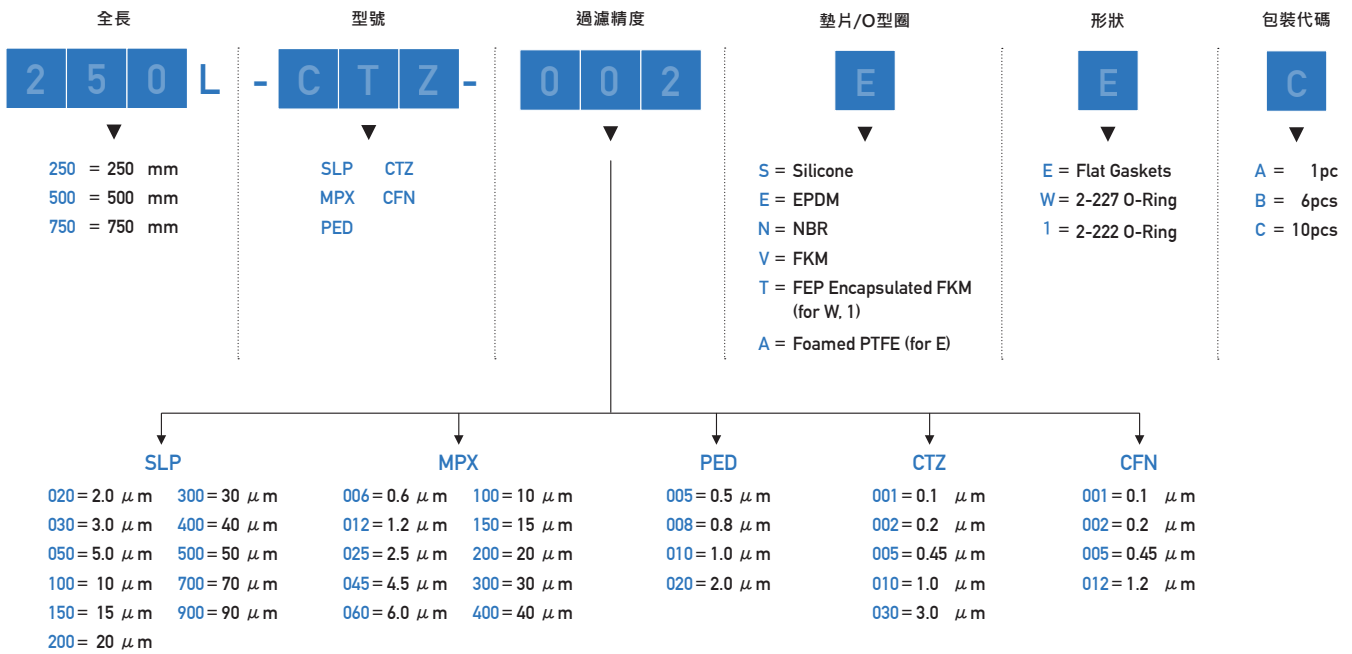 全長
型號
過濾精度
墊片/O型圈
形狀
包裝代碼
250L - CTZ - 002 E E C
▼ ▼ ▼ ▼ ▼ ▼
250 = 250 mm
500 = 500 mm
750 = 750 mm
SLP CTZ
MPX CFN
PED
S = Silicone
E = EPDM
N = NBR
V = FKM
T = FEP Encapsulated FKM
(for W, 1)
A = Foamed PTFE (for E)
E = Flat Gaskets
W = 2-227 O-Ring
1 = 2-222 O-Ring
A = 1pc
B = 6pcs
C = 10pcs
SLP
020 = 2.0 μm 300 = 30 μm
030 = 3.0 μm 400 = 40 μm
050 = 5.0 μm 500 = 50 μm
100 = 10 μm 700 = 70 μm
150 = 15 μm 900 = 90 μm
200 = 20 μm
MPX
006 = 0.6 μm 100 = 10 μm
012 = 1.2 μm 150 = 15 μm
025 = 2.5 μm 200 = 20 μm
045 = 4.5 μm 300 = 30 μm
060 = 6.0 μm 400 = 40 μm
PED
005 = 0.5 μm
008 = 0.8 μm
010 = 1.0 μm
020 = 2.0 μm
CTZ
001 = 0.1 μm
002 = 0.2 μm
005 = 0.45 μm
010 = 1.0 μm
030 = 3.0 μm
CFN
001 = 0.1 μm
002 = 0.2 μm
005 = 0.45 μm
012 = 1.2 μm